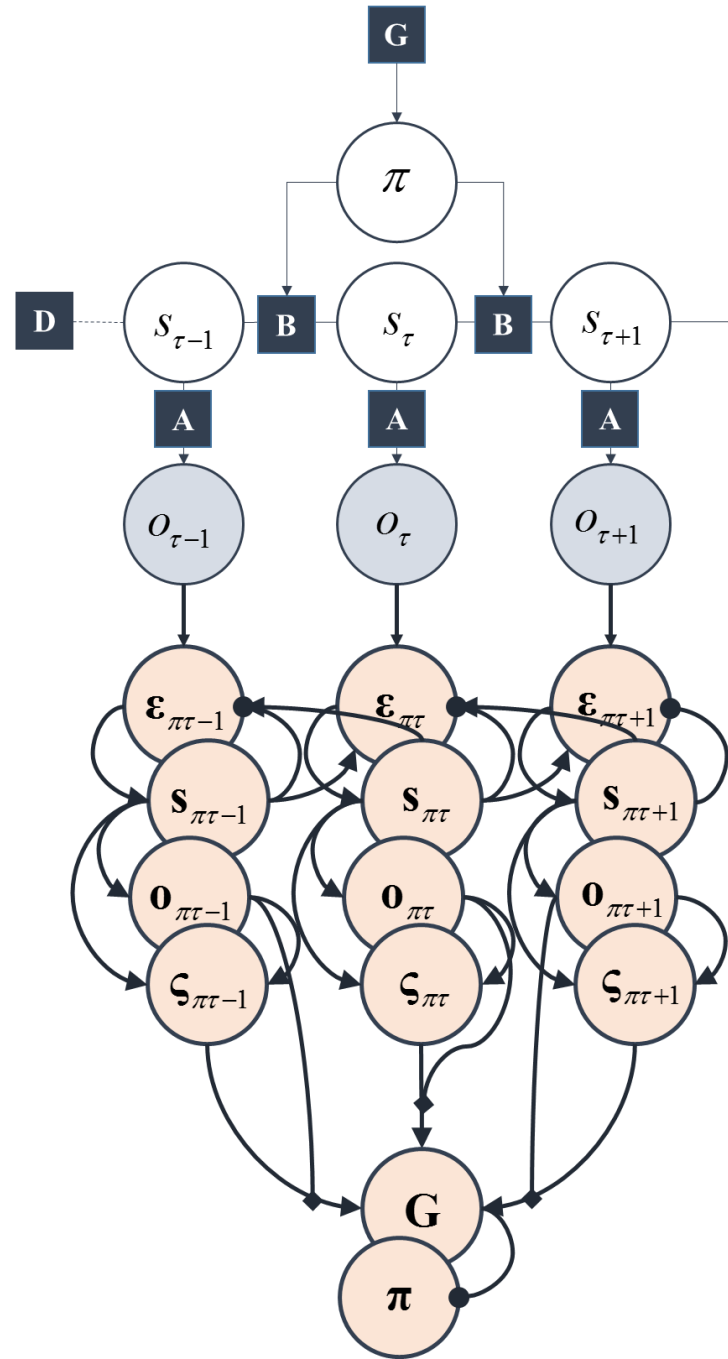 G
π
D s_{τ−1} B s_τ B s_{τ+1}
A A A
o_{τ−1} o_τ o_{τ+1}
ε_{πτ−1} ε_{πτ} ε_{πτ+1}
s_{πτ−1} s_{πτ} s_{πτ+1}
o_{πτ−1} o_{πτ} o_{πτ+1}
ς_{πτ−1} ς_{πτ} ς_{πτ+1}
G
π